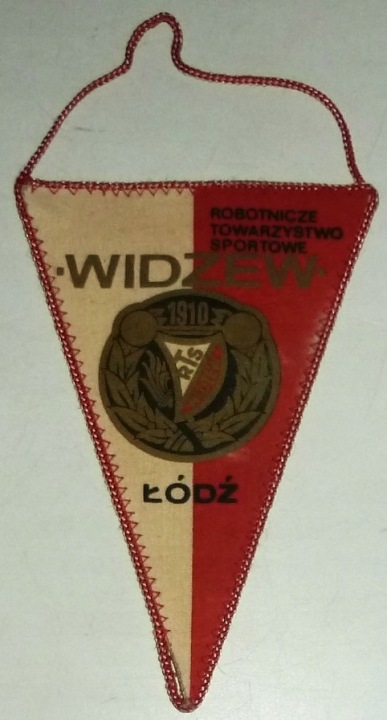 ROBOTNICZE
TOWARZYSTWO
SPORTOWE
·WIDZEW·
1910
RTS
ŁÓDŹ